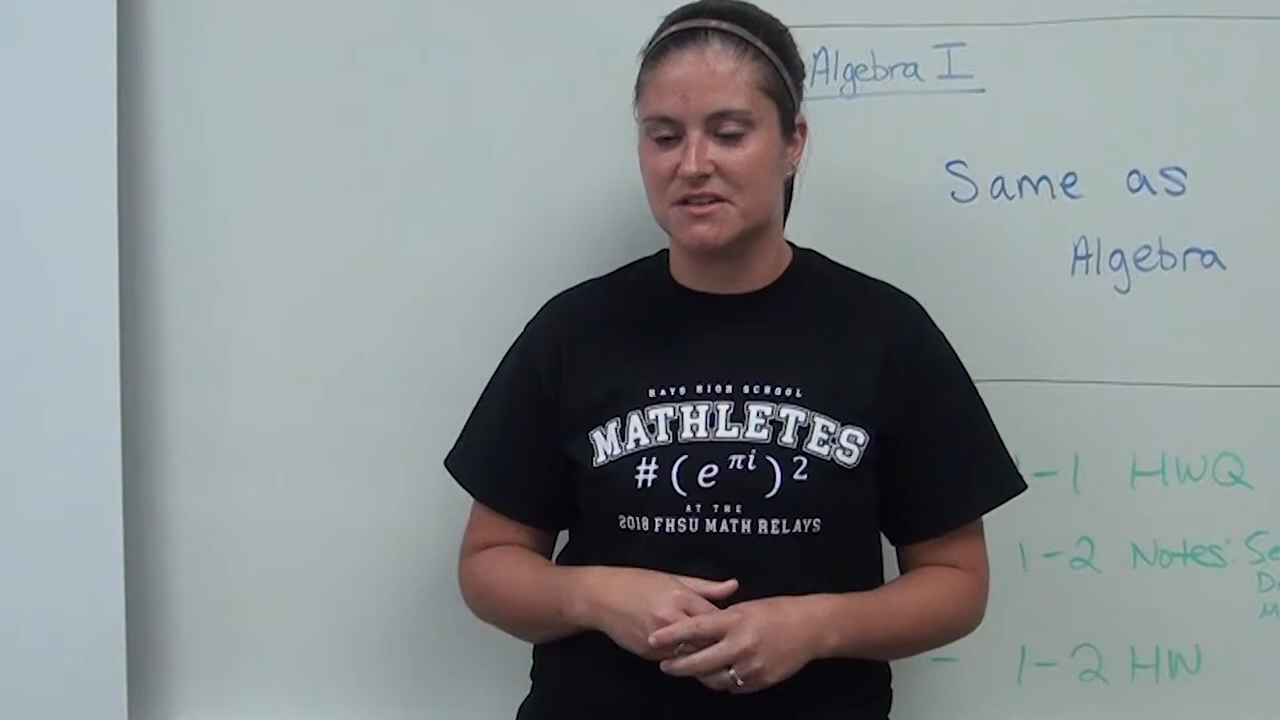 Algebra I
Same as
Algebra
HAYS HIGH SCHOOL
MATHLETES
#(e^πi)²
AT THE
2018 FHSU MATH RELAYS
-1 HWQ
1-2 Notes:
- 1-2 HW